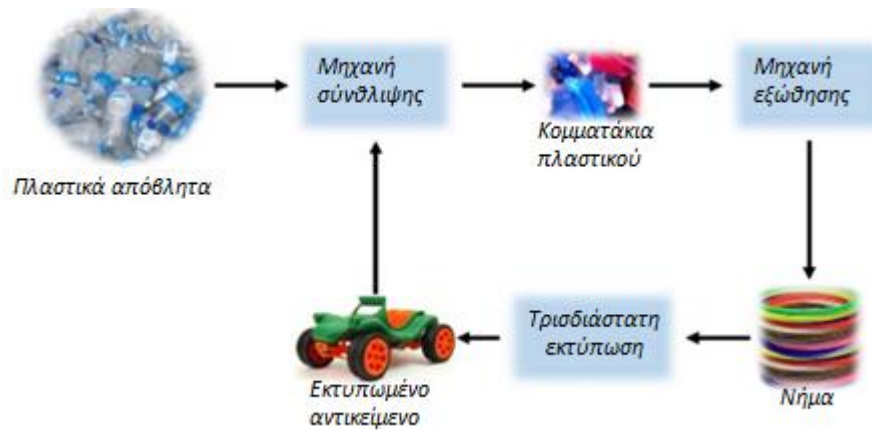 Πλαστικά απόβλητα
Μηχανή
σύνθλιψης
Κομματάκια
πλαστικού
Μηχανή
εξώθησης
Νήμα
Τρισδιάστατη
εκτύπωση
Εκτυπωμένο
αντικείμενο